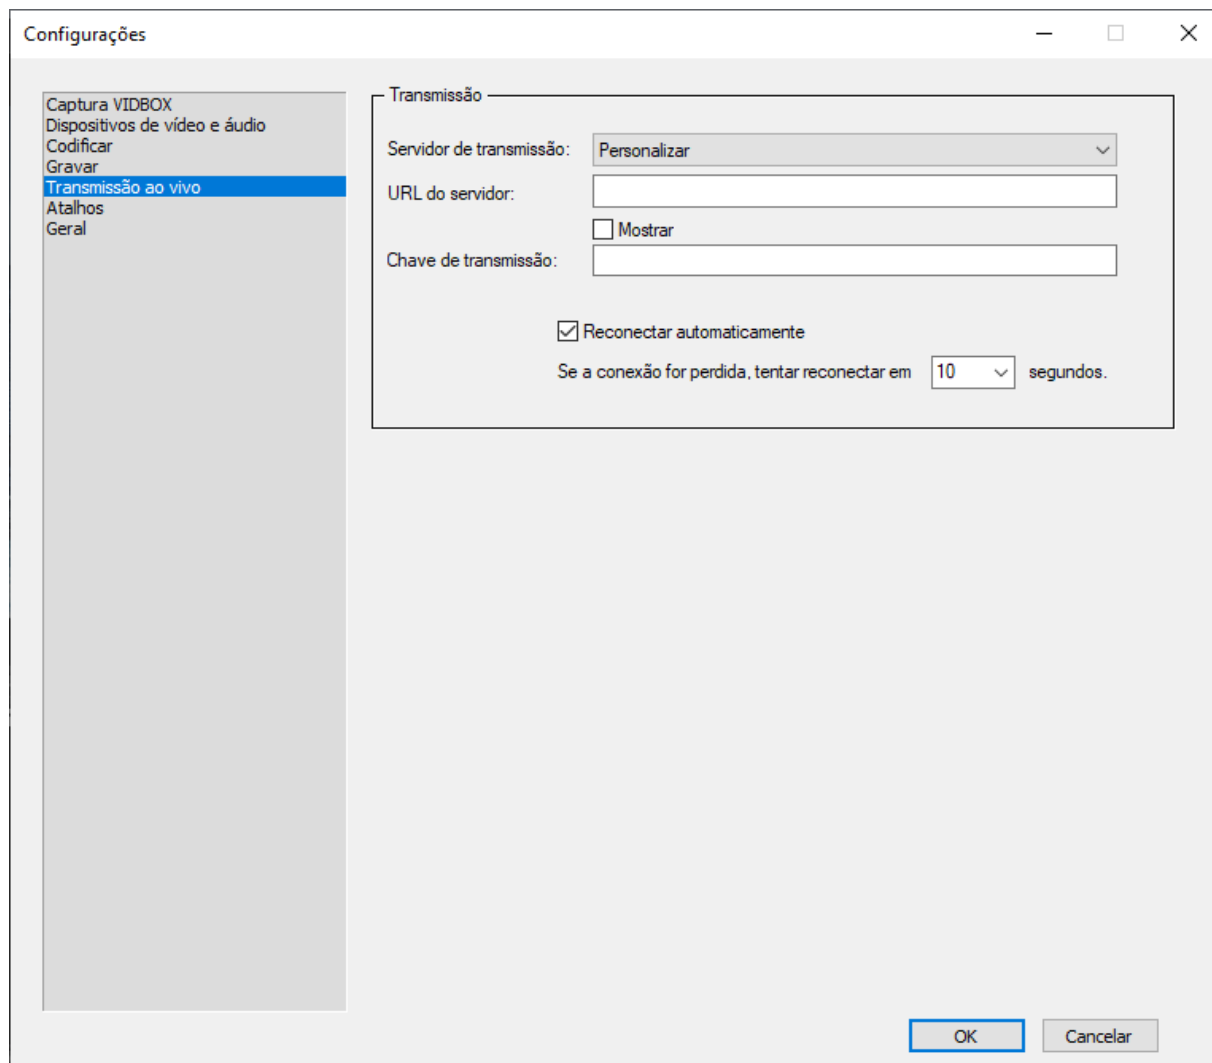 Configurações
Captura VIDBOX
Dispositivos de vídeo e áudio
Codificar
Gravar
Transmissão ao vivo
Atalhos
Geral
Transmissão
Servidor de transmissão: Personalizar
URL do servidor:
Mostrar
Chave de transmissão:
Reconectar automaticamente
Se a conexão for perdida, tentar reconectar em 10 segundos.
OK Cancelar